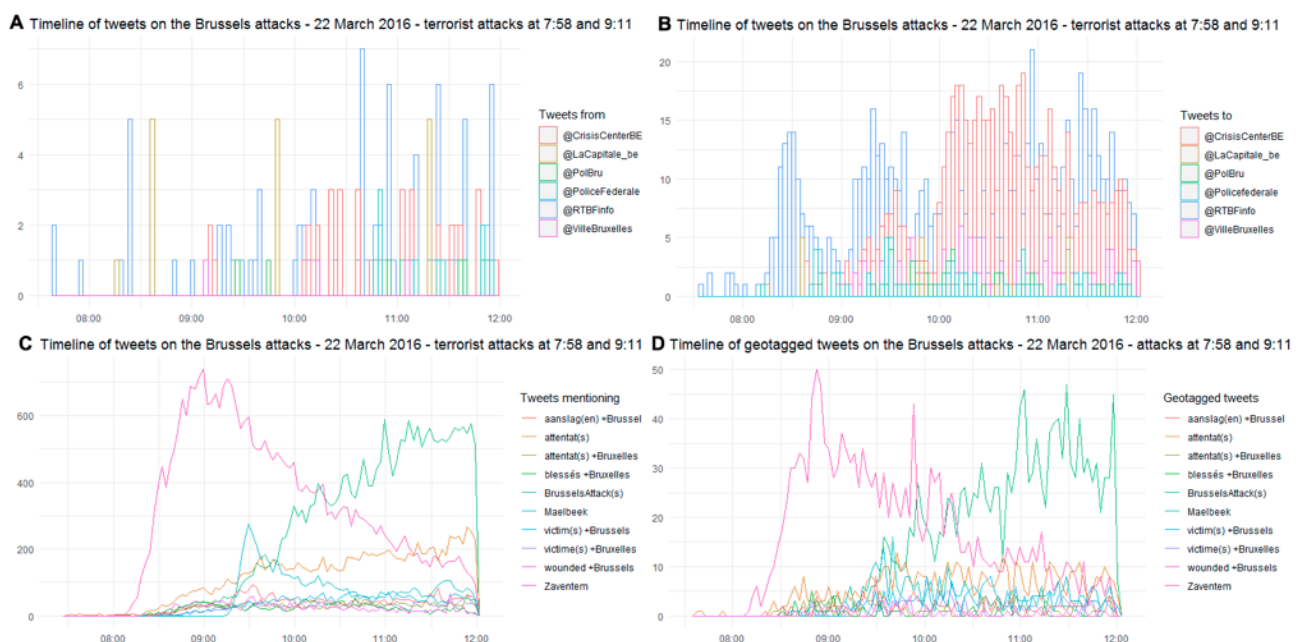 A Timeline of tweets on the Brussels attacks - 22 March 2016 - terrorist attacks at 7:58 and 9:11
6
4
2
0
08:00 09:00 10:00 11:00 12:00
Tweets from
@CrisisCenterBE
@LaCapitale_be
@PolBru
@PoliceFederale
@RTBFinfo
@VilleBruxelles
B Timeline of tweets on the Brussels attacks - 22 March 2016 - terrorist attacks at 7:58 and 9:11
20
15
10
5
0
08:00 09:00 10:00 11:00 12:00
Tweets to
@CrisisCenterBE
@LaCapitale_be
@PolBru
@Policefederale
@RTBFinfo
@VilleBruxelles
C Timeline of tweets on the Brussels attacks - 22 March 2016 - terrorist attacks at 7:58 and 9:11
600
400
200
0
08:00 09:00 10:00 11:00 12:00
Tweets mentioning
aanslag(en) +Brussel
attentat(s)
attentat(s) +Bruxelles
blessés +Bruxelles
BrusselsAttack(s)
Maelbeek
victim(s) +Brussels
victime(s) +Bruxelles
wounded +Brussels
Zaventem
D Timeline of geotagged tweets on the Brussels attacks - 22 March 2016 - attacks at 7:58 and 9:11
50
40
30
20
10
0
08:00 09:00 10:00 11:00 12:00
Geotagged tweets
aanslag(en) +Brussel
attentat(s)
attentat(s) +Bruxelles
blessés +Bruxelles
BrusselsAttack(s)
Maelbeek
victim(s) +Brussels
victime(s) +Bruxelles
wounded +Brussels
Zaventem